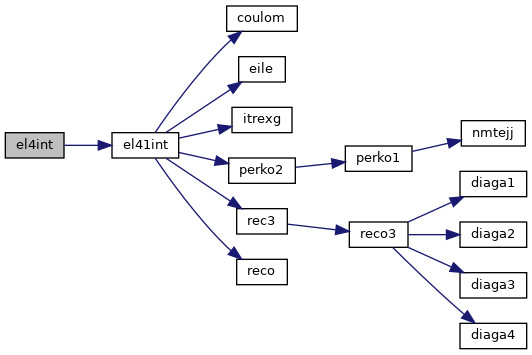 el4int
el41int
coulom
eile
itrexg
perko2
rec3
reco
perko1
reco3
nmtejj
diaga1
diaga2
diaga3
diaga4